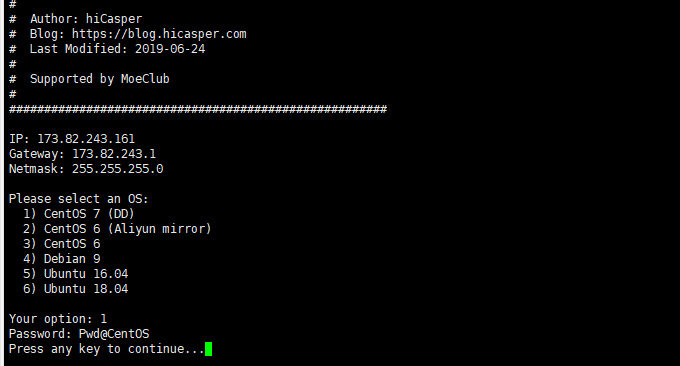 #
#  Author: hiCasper
#  Blog: https://blog.hicasper.com
#  Last Modified: 2019-06-24
#
#  Supported by MoeClub
#
######################################################
IP: 173.82.243.161
Gateway: 173.82.243.1
Netmask: 255.255.255.0
Please select an OS:
1) CentOS 7 (DD)
2) CentOS 6 (Aliyun mirror)
3) CentOS 6
4) Debian 9
5) Ubuntu 16.04
6) Ubuntu 18.04
Your option: 1
Password: Pwd@CentOS
Press any key to continue...